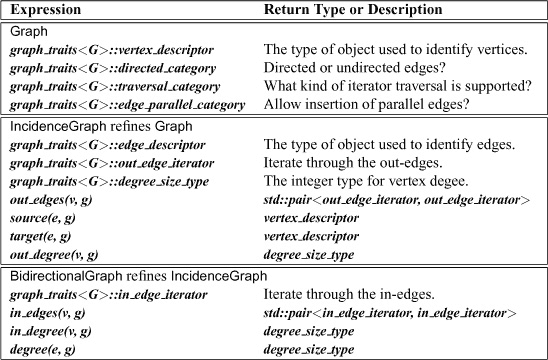 Expression Return Type or Description
Graph
graph_traits<G>::vertex_descriptor The type of object used to identify vertices.
graph_traits<G>::directed_category Directed or undirected edges?
graph_traits<G>::traversal_category What kind of iterator traversal is supported?
graph_traits<G>::edge_parallel_category Allow insertion of parallel edges?
IncidenceGraph refines Graph
graph_traits<G>::edge_descriptor The type of object used to identify edges.
graph_traits<G>::out_edge_iterator Iterate through the out-edges.
graph_traits<G>::degree_size_type The integer type for vertex degee.
out_edges(v, g) std::pair<out_edge_iterator, out_edge_iterator>
source(e, g) vertex_descriptor
target(e, g) vertex_descriptor
out_degree(v, g) degree_size_type
BidirectionalGraph refines IncidenceGraph
graph_traits<G>::in_edge_iterator Iterate through the in-edges.
in_edges(v, g) std::pair<in_edge_iterator, in_edge_iterator>
in_degree(v, g) degree_size_type
degree(e, g) degree_size_type